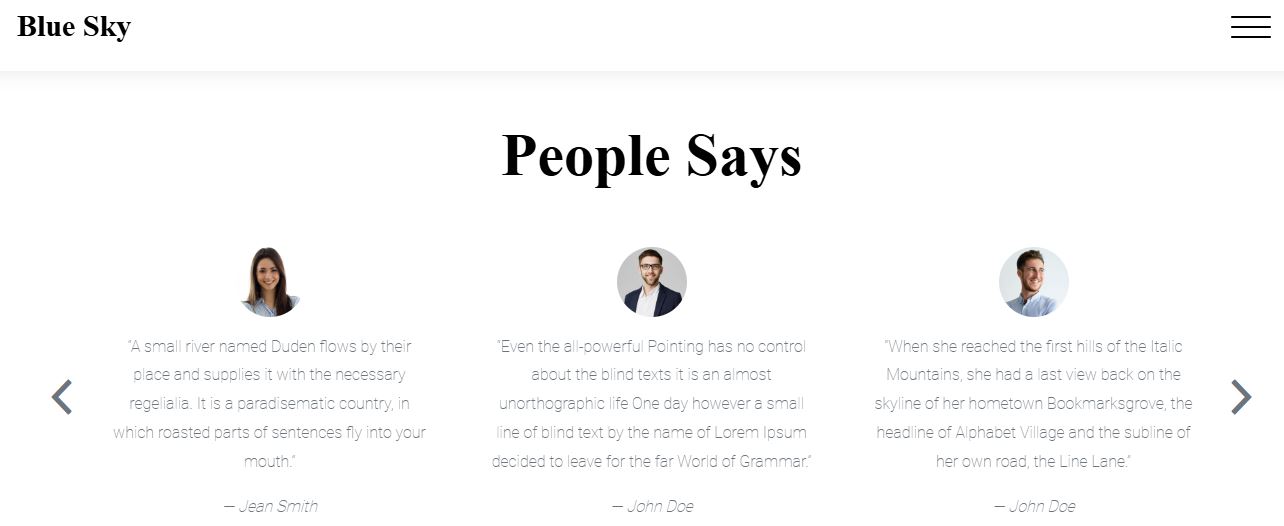 Blue Sky
People Says
“A small river named Duden flows by their
place and supplies it with the necessary
regelialia. It is a paradisematic country, in
which roasted parts of sentences fly into your
mouth.”
— Jean Smith
“Even the all-powerful Pointing has no control
about the blind texts it is an almost
unorthographic life One day however a small
line of blind text by the name of Lorem Ipsum
decided to leave for the far World of Grammar.”
— John Doe
“When she reached the first hills of the Italic
Mountains, she had a last view back on the
skyline of her hometown Bookmarksgrove, the
headline of Alphabet Village and the subline of
her own road, the Line Lane.”
— John Doe